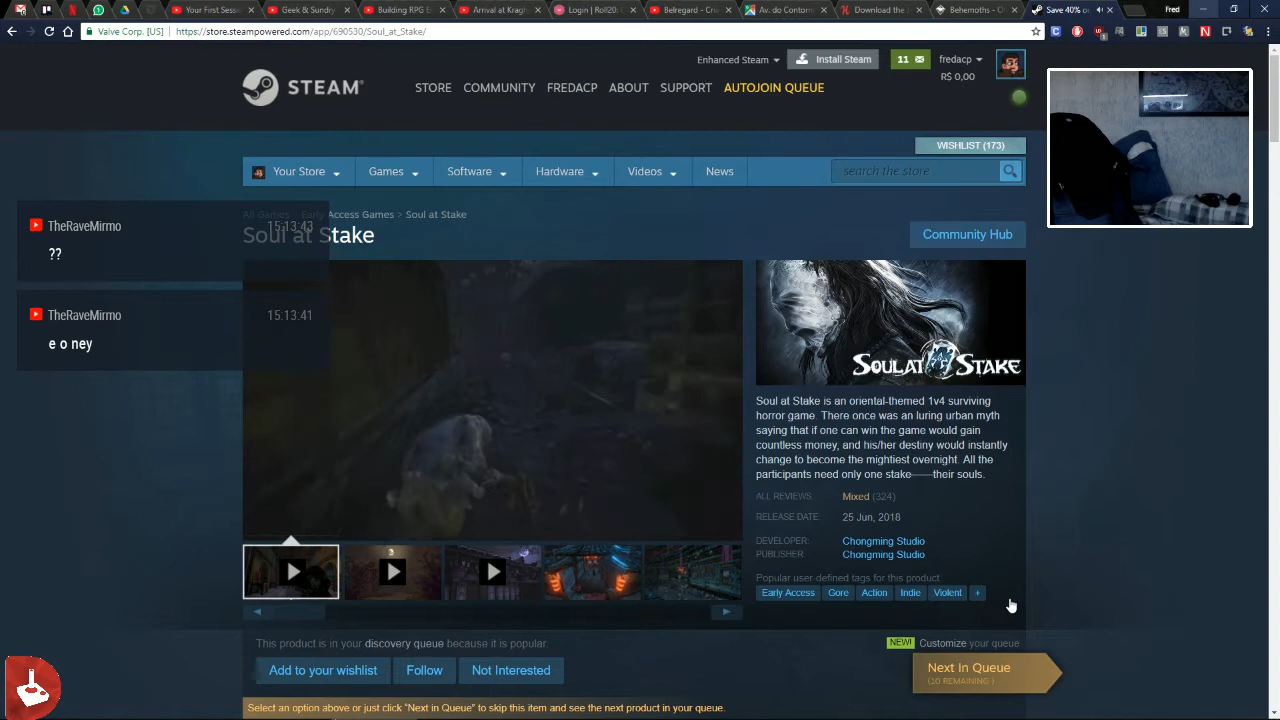 Your First Sess
Geek & Sundry
Building RPG E
Arrival at Kragh
Login | Roll20:
Belregard - Cru
Av. do Contorn
Download the J
Behemoths - O
Save 40% o
Fred
Valve Corp. [US] | https://store.steampowered.com/app/690530/Soul_at_Stake/
Enhanced Steam
Install Steam
11
fredacp
R$ 0,00
STEAM
STORE COMMUNITY FREDACP ABOUT SUPPORT AUTOJOIN QUEUE
WISHLIST (173)
Your Store Games Software Hardware Videos News
search the store
All Games > Early Access Games > Soul at Stake
Soul at Stake
Community Hub
TheRaveMirmo 15:13:43
??
TheRaveMirmo 15:13:41
e o ney
SOUL AT STAKE
Soul at Stake is an oriental-themed 1v4 surviving
horror game. There once was an luring urban myth
saying that if one can win the game would gain
countless money, and his/her destiny would instantly
change to become the mightiest overnight. All the
participants need only one stake——their souls.
ALL REVIEWS: Mixed (324)
RELEASE DATE: 25 Jun, 2018
DEVELOPER: Chongming Studio
PUBLISHER: Chongming Studio
Popular user-defined tags for this product:
Early Access Gore Action Indie Violent +
This product is in your discovery queue because it is popular.
NEW! Customize your queue
Add to your wishlist Follow Not Interested
Next In Queue
(10 REMAINING )
Select an option above or just click "Next in Queue" to skip this item and see the next product in your queue.